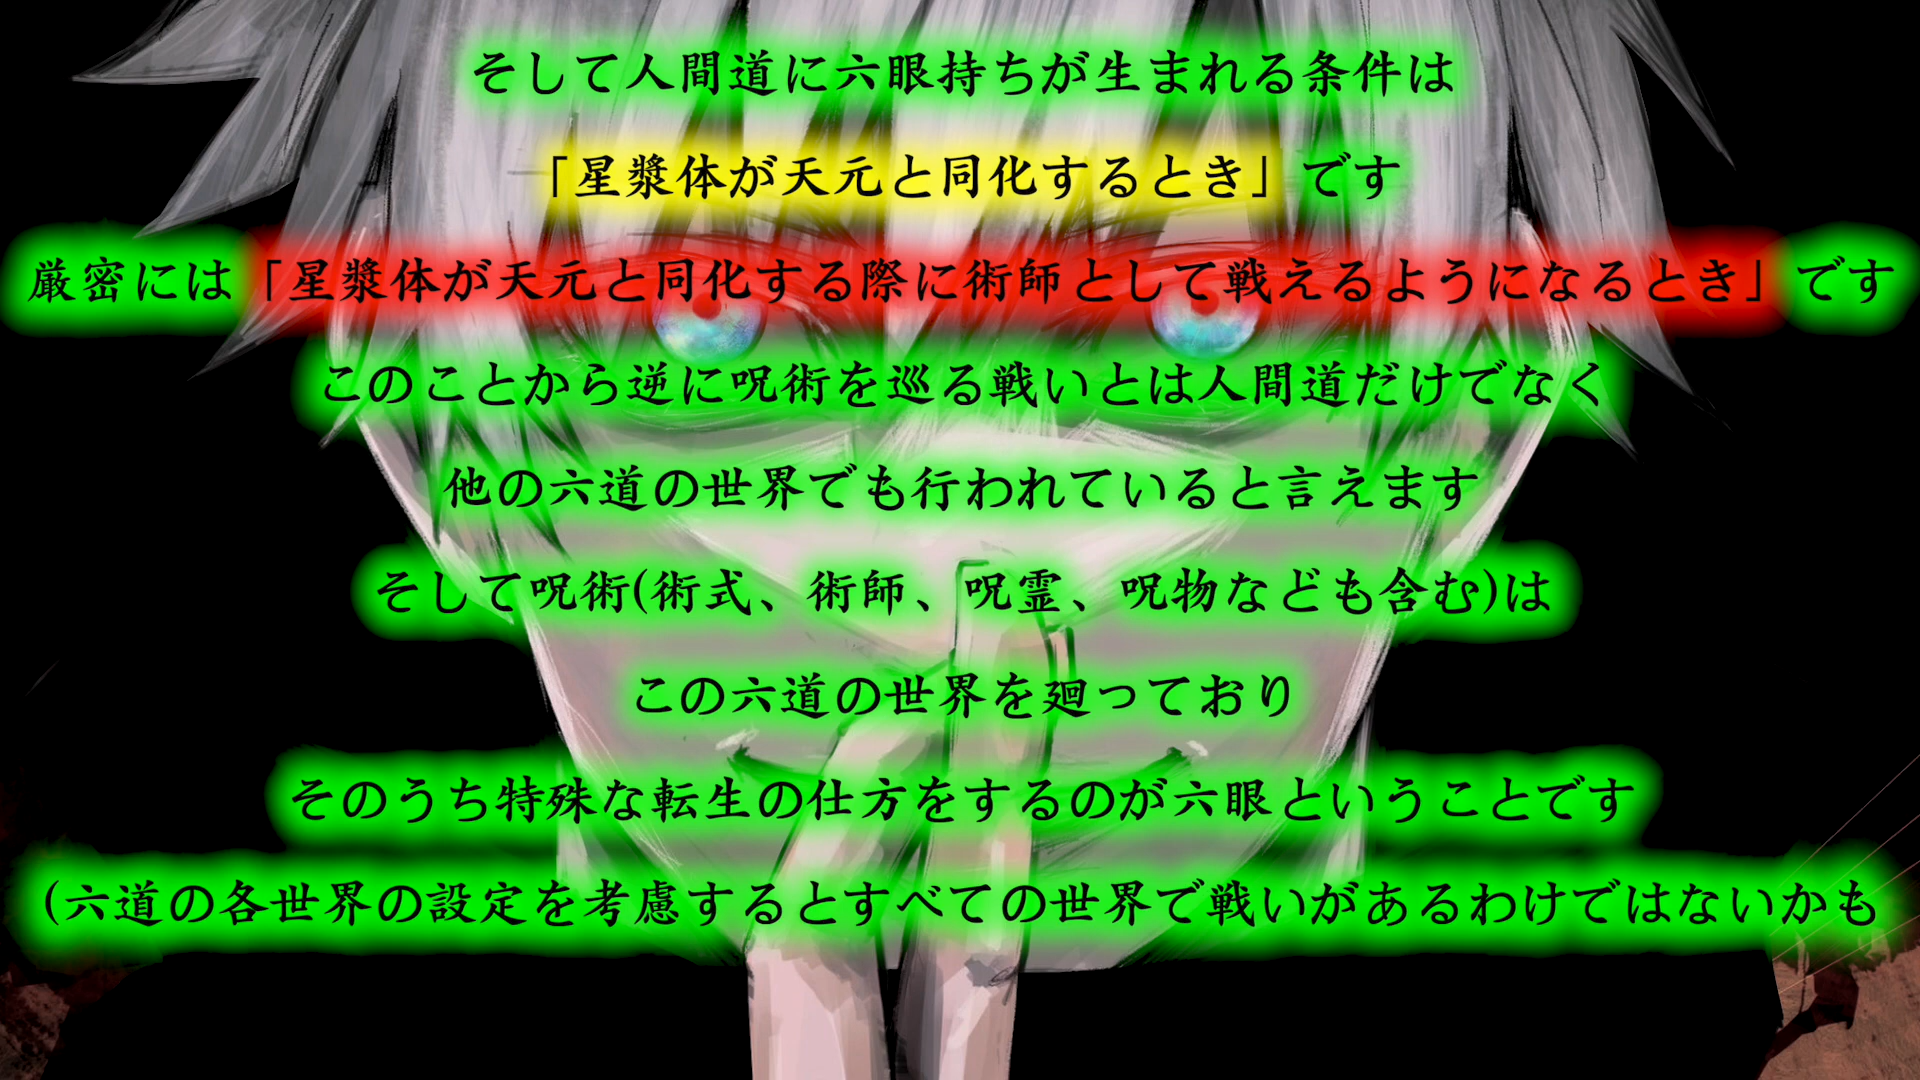 そして人間道に六眼持ちが生まれる条件は
「星漿体が天元と同化するとき」です
厳密には「星漿体が天元と同化する際に術師として戦えるようになるとき」です
このことから逆に呪術を巡る戦いとは人間道だけでなく
他の六道の世界でも行われていると言えます
そして呪術(術式、術師、呪霊、呪物なども含む)は
この六道の世界を廻っており
そのうち特殊な転生の仕方をするのが六眼ということです
(六道の各世界の設定を考慮するとすべての世界で戦いがあるわけではないかも